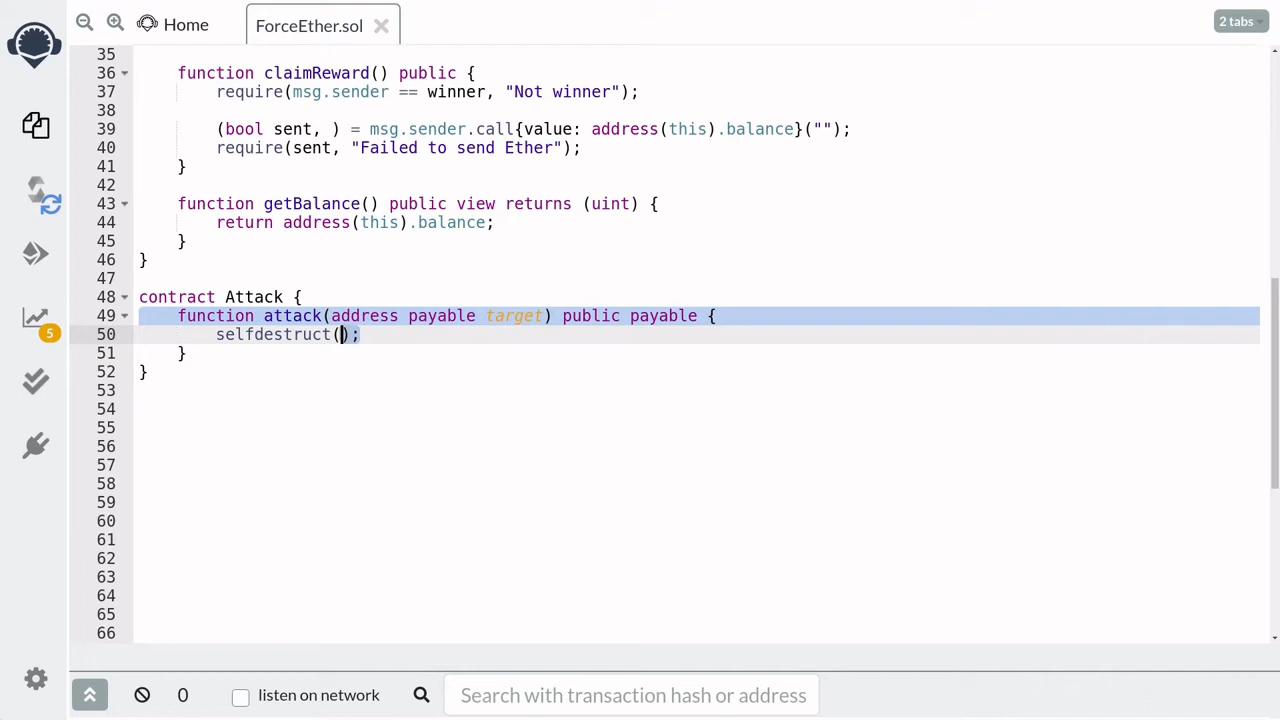 Home
ForceEther.sol
2 tabs
35
36 function claimReward() public {
37 require(msg.sender == winner, "Not winner");
38
39 (bool sent, ) = msg.sender.call{value: address(this).balance}("");
40 require(sent, "Failed to send Ether");
41 }
42
43 function getBalance() public view returns (uint) {
44 return address(this).balance;
45 }
46 }
47
48 contract Attack {
49 function attack(address payable target) public payable {
50 selfdestruct();
51 }
52 }
53
54
55
56
57
58
59
60
61
62
63
64
65
66
5
0
listen on network
Search with transaction hash or address